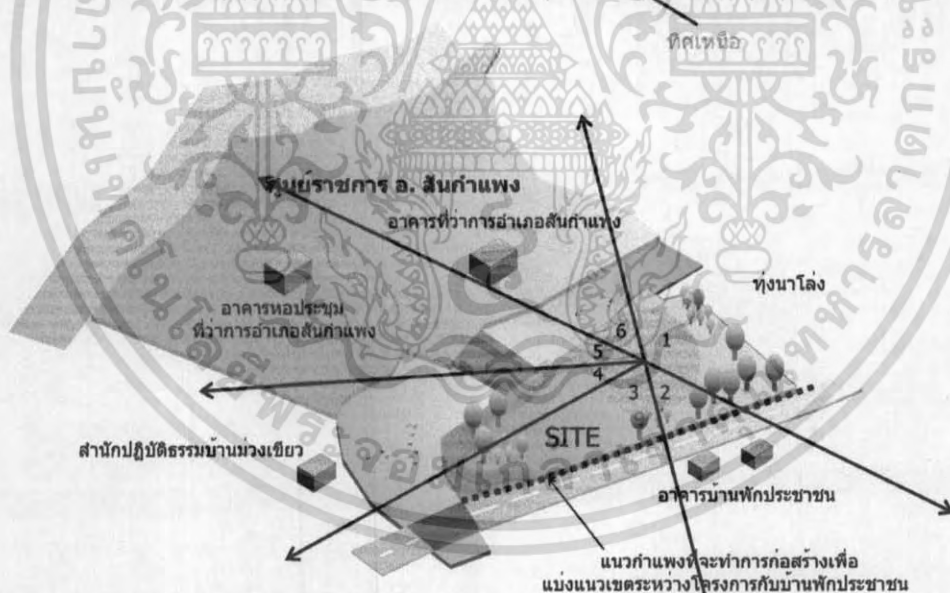 ทิศเหนือ
ศูนย์ราชการ อ. สันกำแพง
อาคารที่ว่าการอำเภอสันกำแพง
ทุ่งนาโล่ง
อาคารหอประชุม
ที่ว่าการอำเภอสันกำแพง
6
1
5
4
3
2
SITE
สำนักปฏิบัติธรรมบ้านม่วงเขียว
อาคารบ้านพักประชาชน
แนวกำแพงที่จะทำการก่อสร้างเพื่อ
แบ่งแนวเขตระหว่างโครงการกับบ้านพักประชาชน